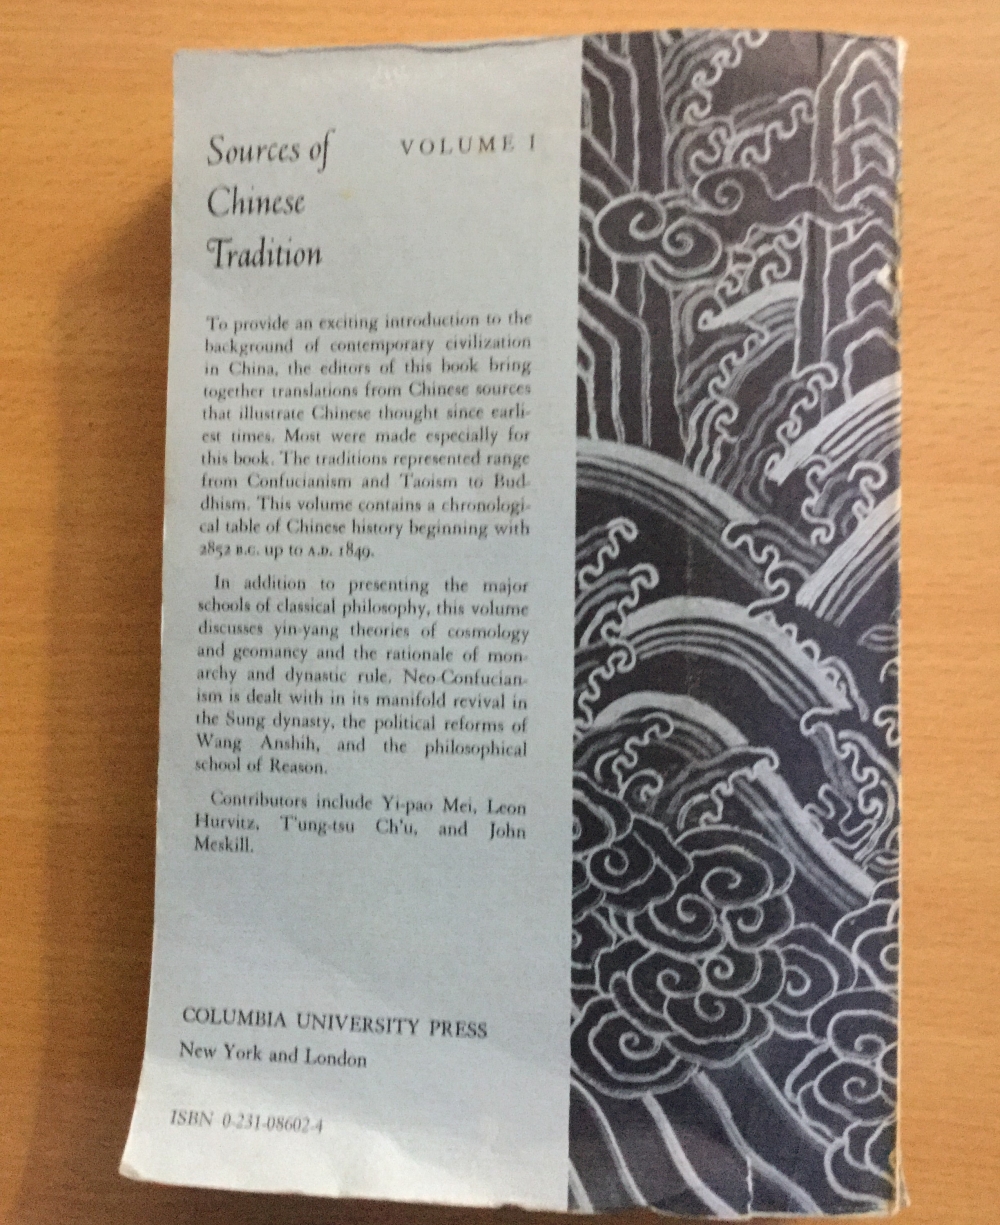 Sources of
Chinese
Tradition
VOLUME I
To provide an exciting introduction to the
background of contemporary civilization
in China, the editors of this book bring
together translations from Chinese sources
that illustrate Chinese thought since earli-
est times. Most were made especially for
this book. The traditions represented range
from Confucianism and Taoism to Bud-
dhism. This volume contains a chronologi-
cal table of Chinese history beginning with
2852 B.C. up to A.D. 1849.
In addition to presenting the major
schools of classical philosophy, this volume
discusses yin-yang theories of cosmology
and geomancy and the rationale of mon-
archy and dynastic rule. Neo-Confucian-
ism is dealt with in its manifold revival in
the Sung dynasty, the political reforms of
Wang Anshih, and the philosophical
school of Reason.
Contributors include Yi-pao Mei, Leon
Hurvitz, T'ung-tsu Ch'u, and John
Meskill.
COLUMBIA UNIVERSITY PRESS
New York and London
ISBN 0-231-08602-4